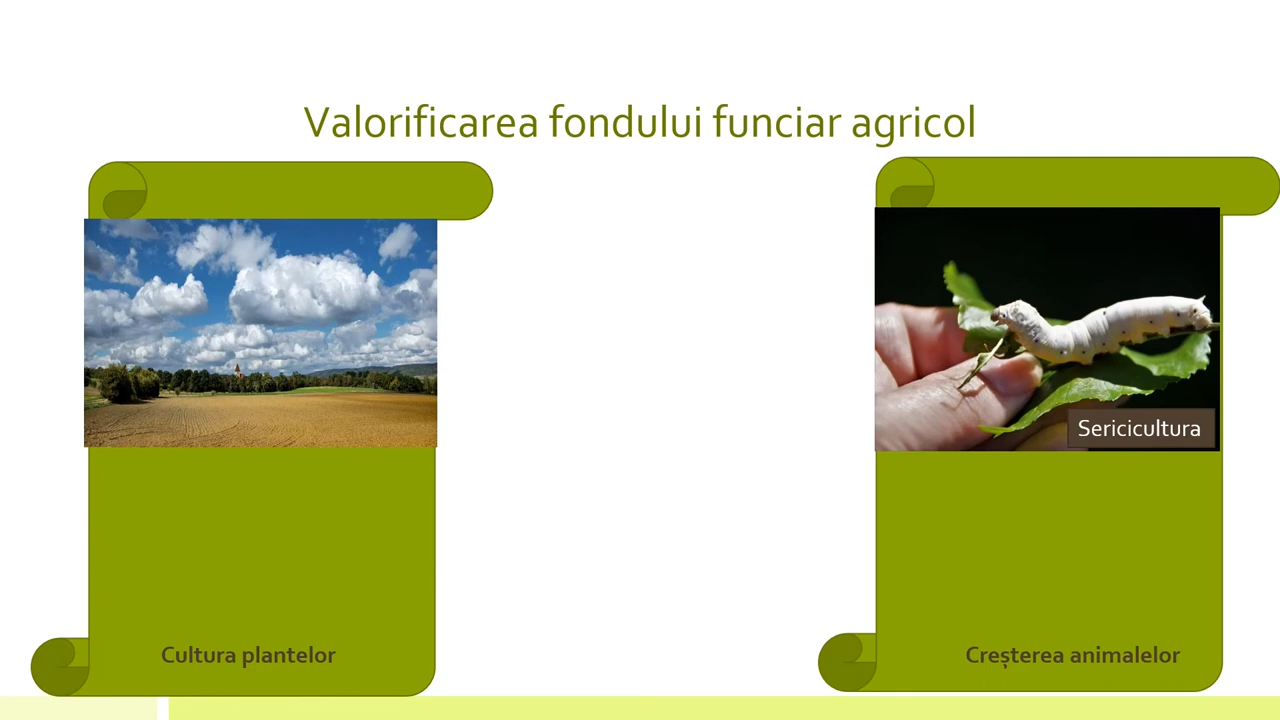 Valorificarea fondului funciar agricol
Sericicultura
Cultura plantelor
Creșterea animalelor